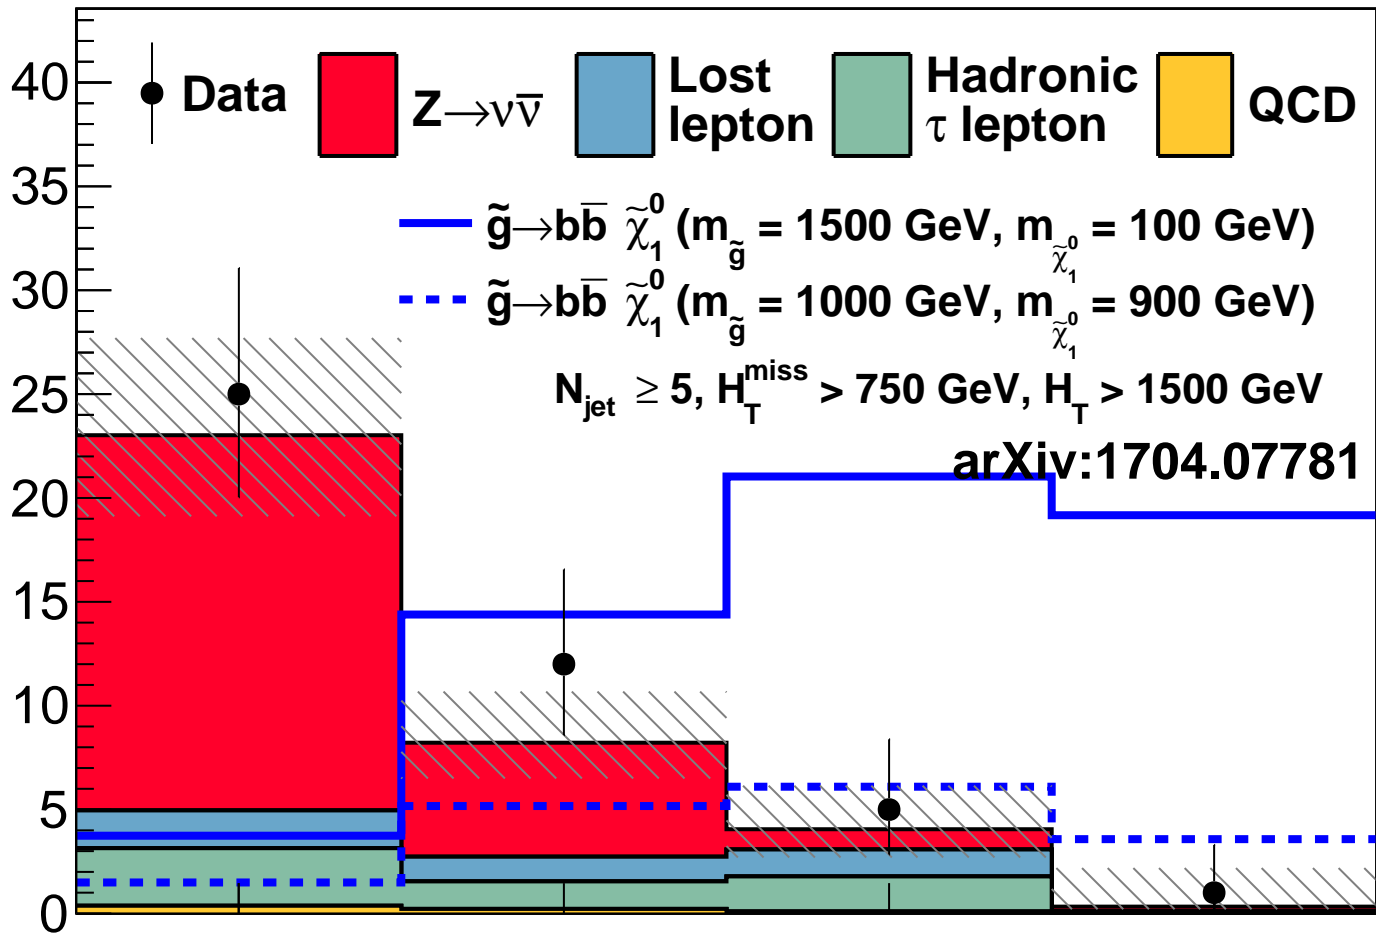 40
35
30
25
20
15
10
5
0
Data
Z→νν̅
Lost lepton
Hadronic τ lepton
QCD
g̃→bb̅ χ̃₁⁰ (m_g̃ = 1500 GeV, m_χ̃₁⁰ = 100 GeV)
g̃→bb̅ χ̃₁⁰ (m_g̃ = 1000 GeV, m_χ̃₁⁰ = 900 GeV)
N_jet ≥ 5, H_T^miss > 750 GeV, H_T > 1500 GeV
arXiv:1704.07781